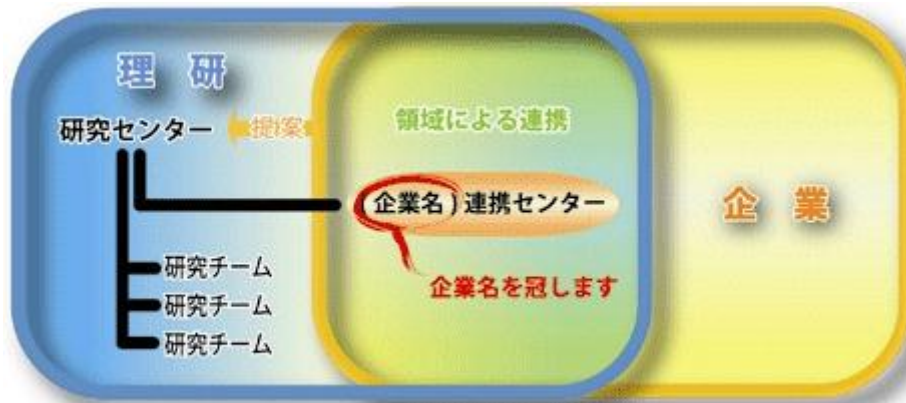 理 研
研究センター
提案
領域による連携
(企業名)連携センター
企 業
企業名を冠します
研究チーム
研究チーム
研究チーム